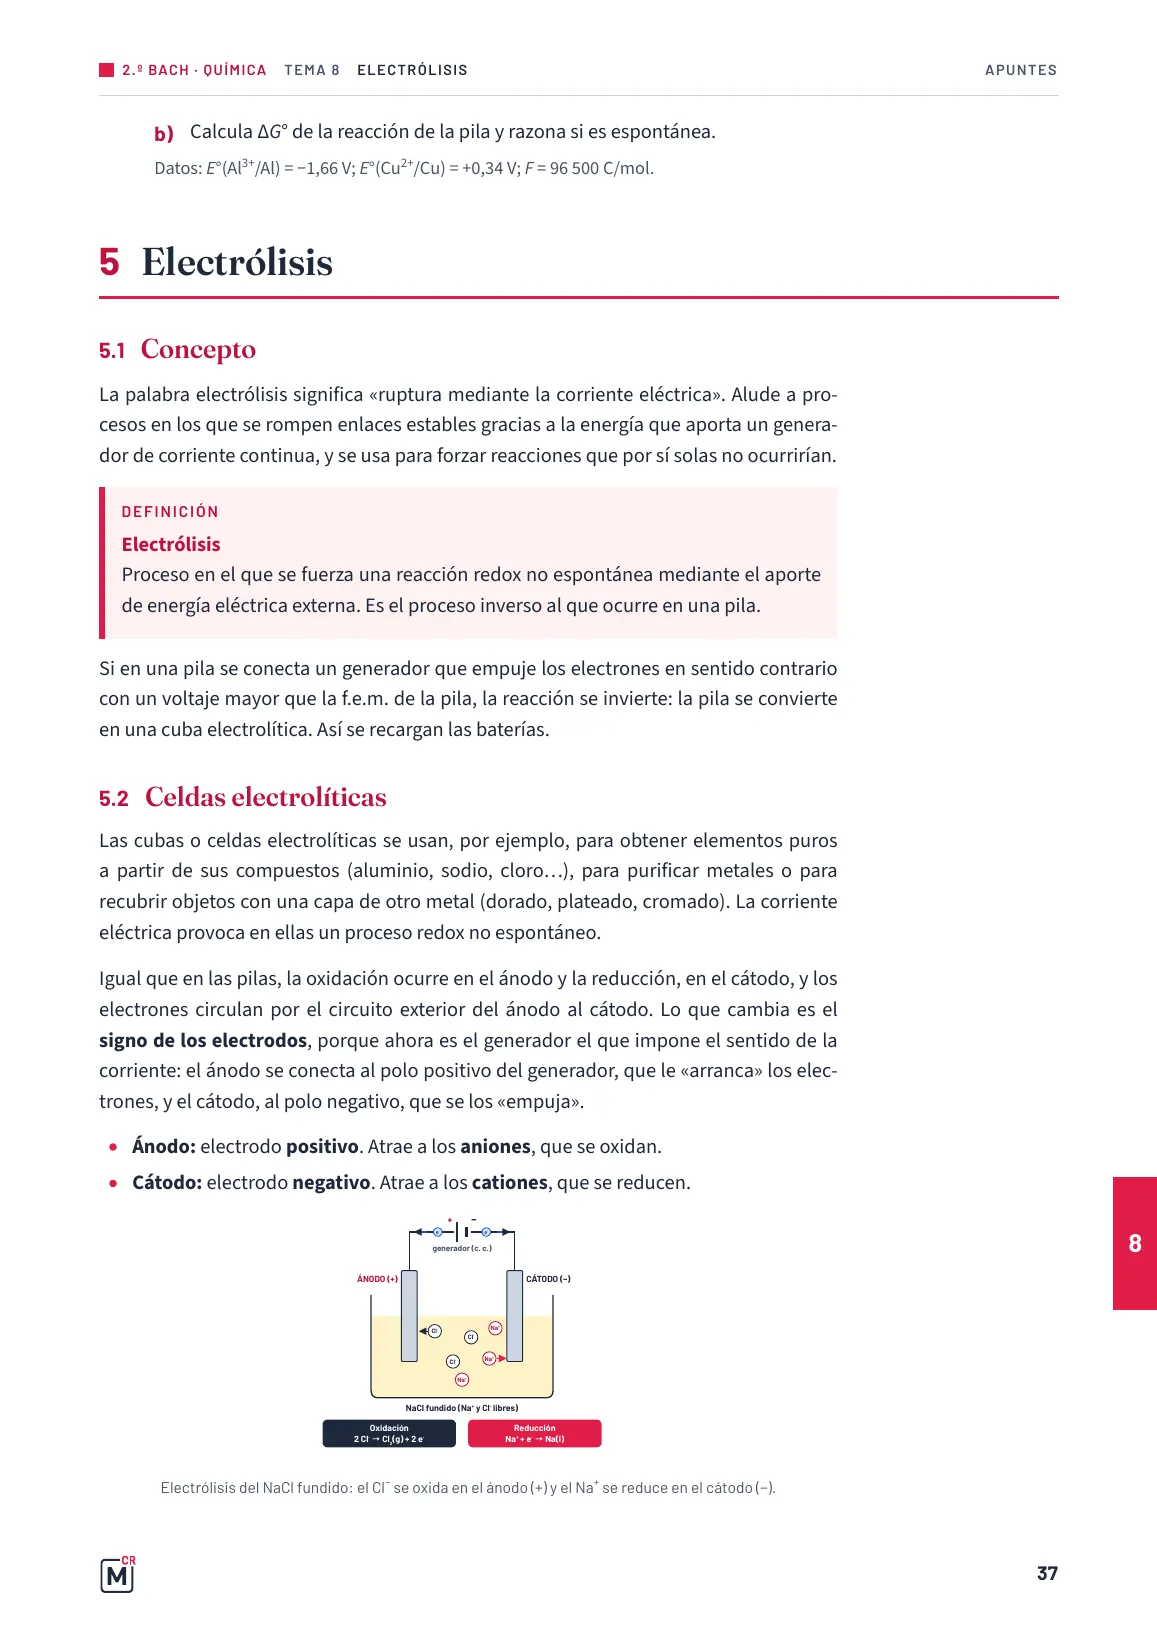 2.º BACH · QUÍMICA TEMA 8 ELECTRÓLISIS APUNTES
b) Calcula ΔG° de la reacción de la pila y razona si es espontánea.
Datos: E°(Al³⁺/Al) = −1,66 V; E°(Cu²⁺/Cu) = +0,34 V; F = 96 500 C/mol.
5 Electrólisis
5.1 Concepto
La palabra electrólisis significa «ruptura mediante la corriente eléctrica». Alude a pro-
cesos en los que se rompen enlaces estables gracias a la energía que aporta un genera-
dor de corriente continua, y se usa para forzar reacciones que por sí solas no ocurrirían.
DEFINICIÓN
Electrólisis
Proceso en el que se fuerza una reacción redox no espontánea mediante el aporte
de energía eléctrica externa. Es el proceso inverso al que ocurre en una pila.
Si en una pila se conecta un generador que empuje los electrones en sentido contrario
con un voltaje mayor que la f.e.m. de la pila, la reacción se invierte: la pila se convierte
en una cuba electrolítica. Así se recargan las baterías.
5.2 Celdas electrolíticas
Las cubas o celdas electrolíticas se usan, por ejemplo, para obtener elementos puros
a partir de sus compuestos (aluminio, sodio, cloro…), para purificar metales o para
recubrir objetos con una capa de otro metal (dorado, plateado, cromado). La corriente
eléctrica provoca en ellas un proceso redox no espontáneo.
Igual que en las pilas, la oxidación ocurre en el ánodo y la reducción, en el cátodo, y los
electrones circulan por el circuito exterior del ánodo al cátodo. Lo que cambia es el
signo de los electrodos, porque ahora es el generador el que impone el sentido de la
corriente: el ánodo se conecta al polo positivo del generador, que le «arranca» los elec-
trones, y el cátodo, al polo negativo, que se los «empuja».
• Ánodo: electrodo positivo. Atrae a los aniones, que se oxidan.
• Cátodo: electrodo negativo. Atrae a los cationes, que se reducen.
+ −
e⁻ e⁻
generador (c. c.)
ÁNODO (+) CÁTODO (−)
Cl⁻ Cl⁻ Na⁺
Cl⁻ Na⁺
Na⁺
NaCl fundido (Na⁺ y Cl⁻ libres)
Oxidación
2 Cl⁻ → Cl₂(g) + 2 e⁻
Reducción
Na⁺ + e⁻ → Na(l)
Electrólisis del NaCl fundido: el Cl⁻ se oxida en el ánodo (+) y el Na⁺ se reduce en el cátodo (−).
8
M CR
37